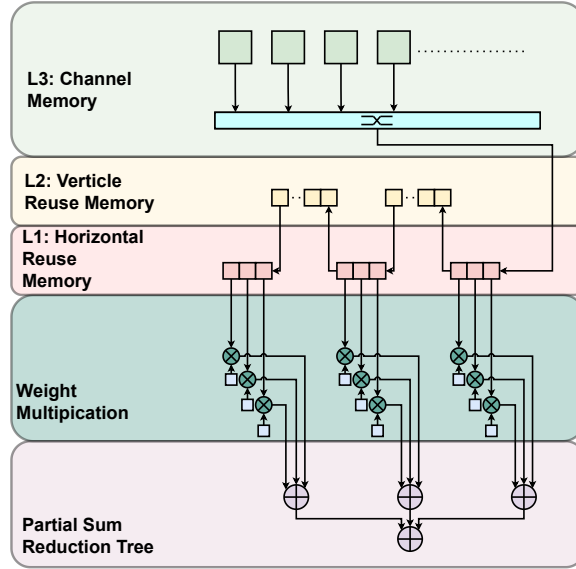 L3: Channel
Memory
L2: Verticle
Reuse Memory
L1: Horizontal
Reuse
Memory
Weight
Multipication
Partial Sum
Reduction Tree